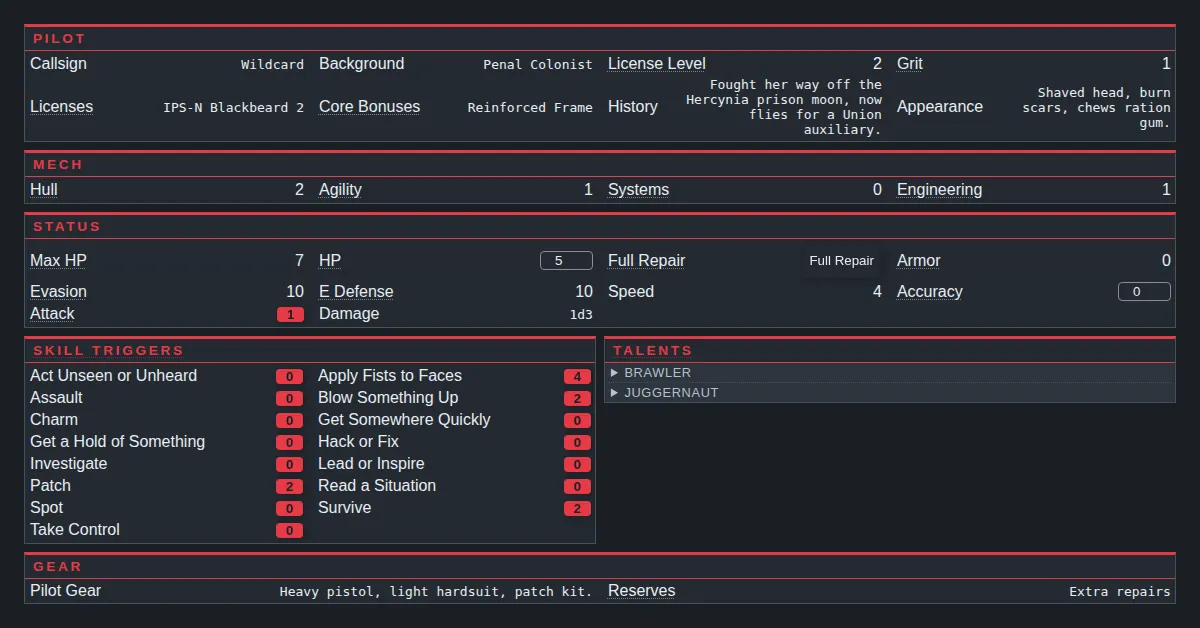 PILOT
Callsign Wildcard Background Penal Colonist License Level 2 Grit 1
Licenses IPS-N Blackbeard 2 Core Bonuses Reinforced Frame History Fought her way off the
Hercynia prison moon, now
flies for a Union
auxiliary.
Appearance Shaved head, burn
scars, chews ration
gum.
MECH
Hull 2 Agility 1 Systems 0 Engineering 1
STATUS
Max HP 7 HP 5 Full Repair Full Repair Armor 0
Evasion 10 E Defense 10 Speed 4 Accuracy 0
Attack 1 Damage 1d3
SKILL TRIGGERS
Act Unseen or Unheard 0 Apply Fists to Faces 4
Assault 0 Blow Something Up 2
Charm 0 Get Somewhere Quickly 0
Get a Hold of Something 0 Hack or Fix 0
Investigate 0 Lead or Inspire 0
Patch 2 Read a Situation 0
Spot 0 Survive 2
Take Control 0
TALENTS
BRAWLER
JUGGERNAUT
GEAR
Pilot Gear Heavy pistol, light hardsuit, patch kit. Reserves Extra repairs